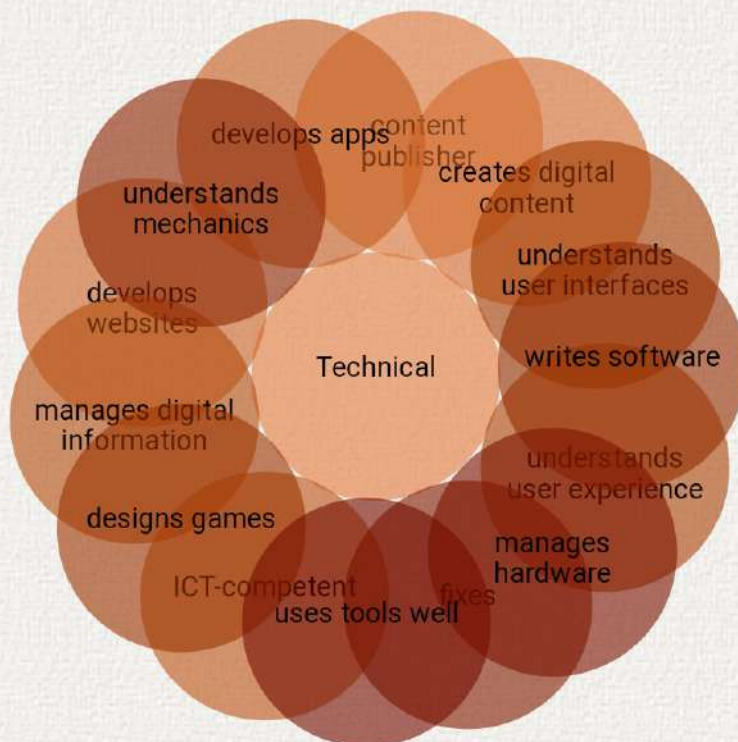 develops apps
content
publisher
creates digital
content
understands
mechanics
understands
user interfaces
develops
websites
Technical
writes software
manages digital
information
understands
user experience
designs games
manages
hardware
ICT-competent
fixes
uses tools well